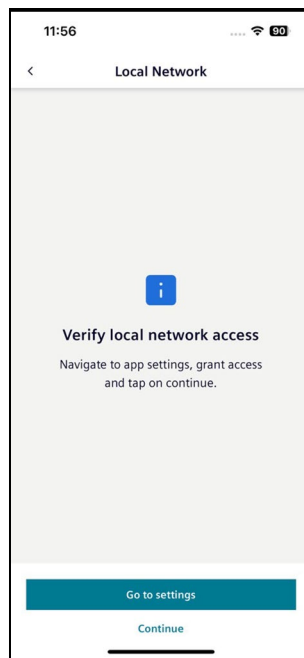 11:56
90
Local Network
Verify local network access
Navigate to app settings, grant access
and tap on continue.
Go to settings
Continue